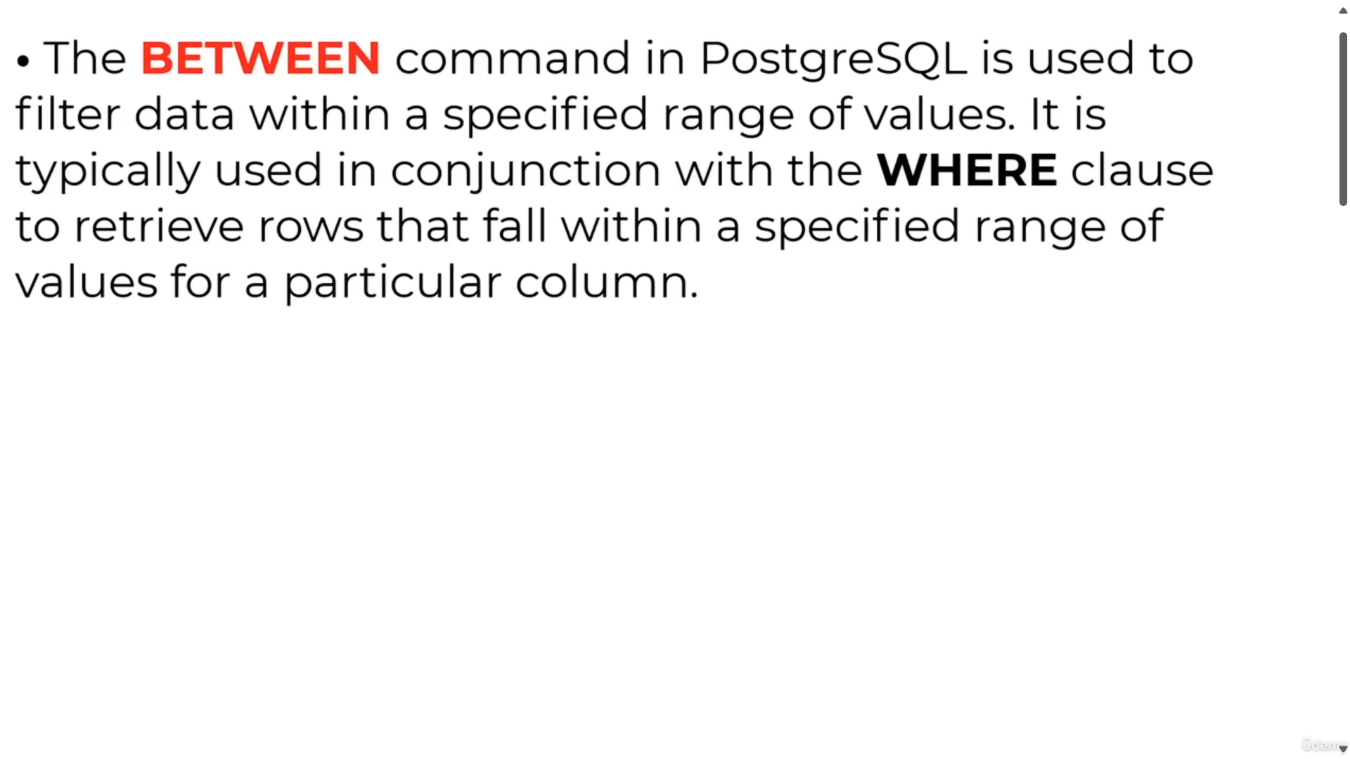 • The BETWEEN command in PostgreSQL is used to
filter data within a specified range of values. It is
typically used in conjunction with the WHERE clause
to retrieve rows that fall within a specified range of
values for a particular column.